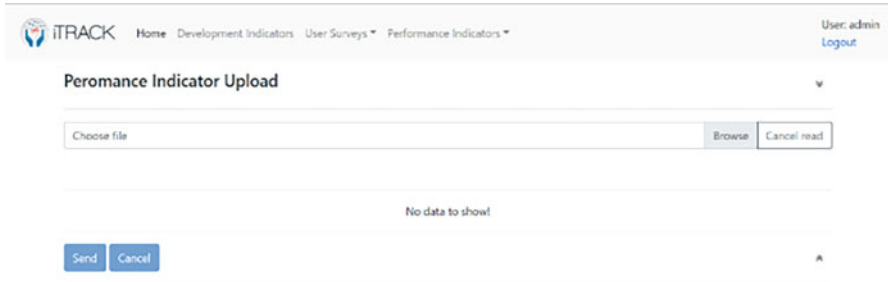 iTRACK Home Development Indicators User Surveys Performance Indicators User: admin
Logout
Peromance Indicator Upload
Choose file Browse Cancel read
No data to show!
Send Cancel